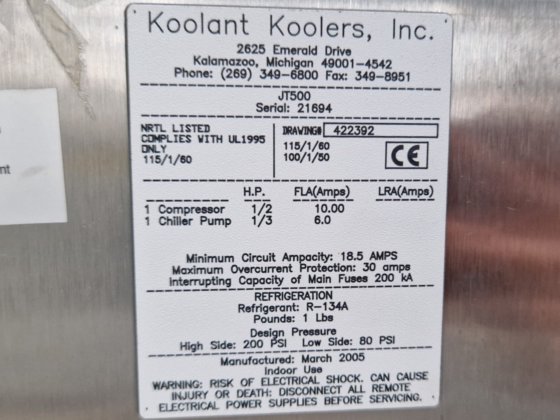 Koolant Koolers, Inc.
2625 Emerald Drive
Kalamazoo, Michigan 49001-4542
Phone: (269) 349-6800 Fax: 349-8951
JT500
Serial: 21694
NRTL LISTED
COMPLIES WITH UL1995
ONLY
115/1/60
DRAWING# 422392
115/1/60
100/1/50
CE
H.P. FLA(Amps) LRA(Amps)
1 Compressor 1/2 10.00
1 Chiller Pump 1/3 6.0
Minimum Circuit Ampacity: 18.5 AMPS
Maximum Overcurrent Protection: 30 amps
Interrupting Capacity of Main Fuses 200 kA
REFRIGERATION
Refrigerant: R-134A
Pounds: 1 Lbs
Design Pressure
High Side: 200 PSI Low Side: 80 PSI
Manufactured: March 2005
Indoor Use
WARNING: RISK OF ELECTRICAL SHOCK. CAN CAUSE
INJURY OR DEATH: DISCONNECT ALL REMOTE
ELECTRICAL POWER SUPPLIES BEFORE SERVICING.